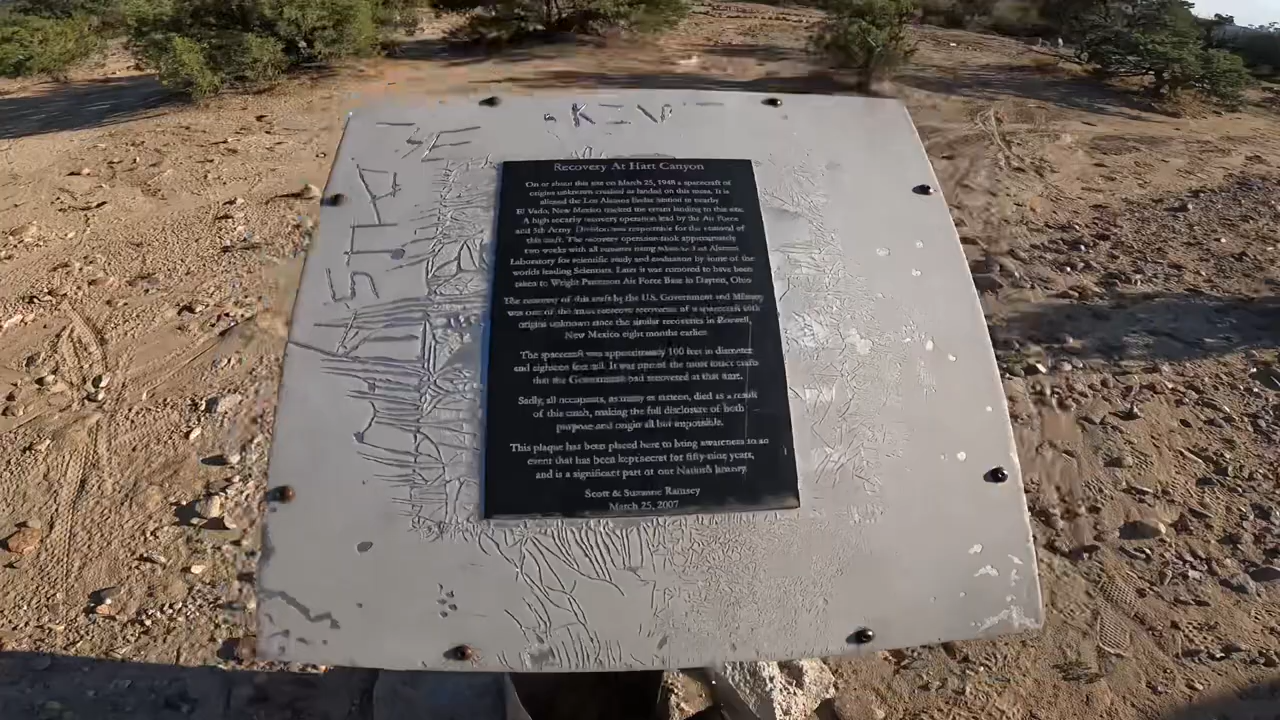 Recovery At Hart Canyon
On or about this site on March 25, 1948 a spacecraft of
origins unknown crashed or landed on this mesa. It is
alleged the Los Alamos Radar Station in nearby
El Vado, New Mexico tracked the errant landing to this site.
A high security recovery operation lead by the Air Force
and 5th Army Division was responsible for the removal of
this craft. The recovery operation took approximately
two weeks with all remains being taken to Los Alamos
Laboratory for scientific study and evaluation by some of the
worlds leading Scientists. Later it was rumored to have been
taken to Wright Patterson Air Force Base in Dayton, Ohio
The recovery of this craft by the U.S. Government and Military
was one of the recoveries of a spacecraft with
origins unknown since the similar recoveries in Roswell,
New Mexico eight months earlier.
The spacecraft was approximately 100 feet in diameter
and eighteen feet tall. It was one of the most intact crafts
that the Government had recovered at that time.
Sadly, all occupants, as many as sixteen, died as a result
of this crash, making the full disclosure of both
purpose and origin all but impossible.
This plaque has been placed here to bring awareness to an
event that has been kept secret for fifty-nine years,
and is a significant part of our Nation's history.
Scott & Suzanne Ramsey
March 25, 2007